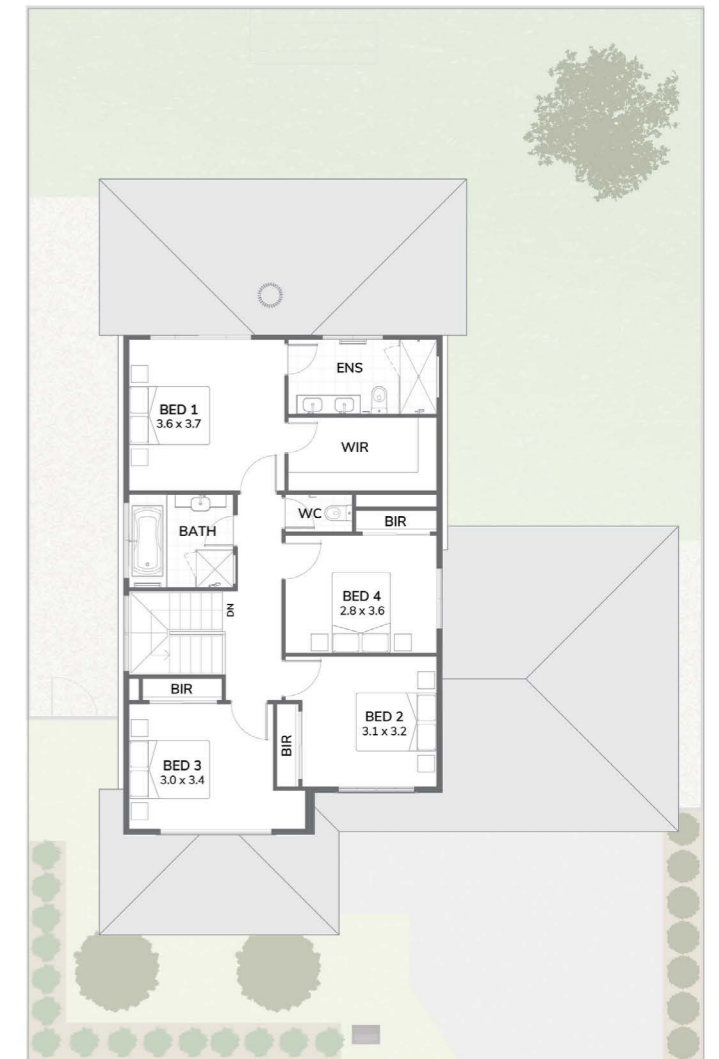 ENS
BED 1
3.6 x 3.7
WIR
WC
BIR
BATH
BED 4
2.8 x 3.6
DN
BIR
BED 2
3.1 x 3.2
BIR
BED 3
3.0 x 3.4